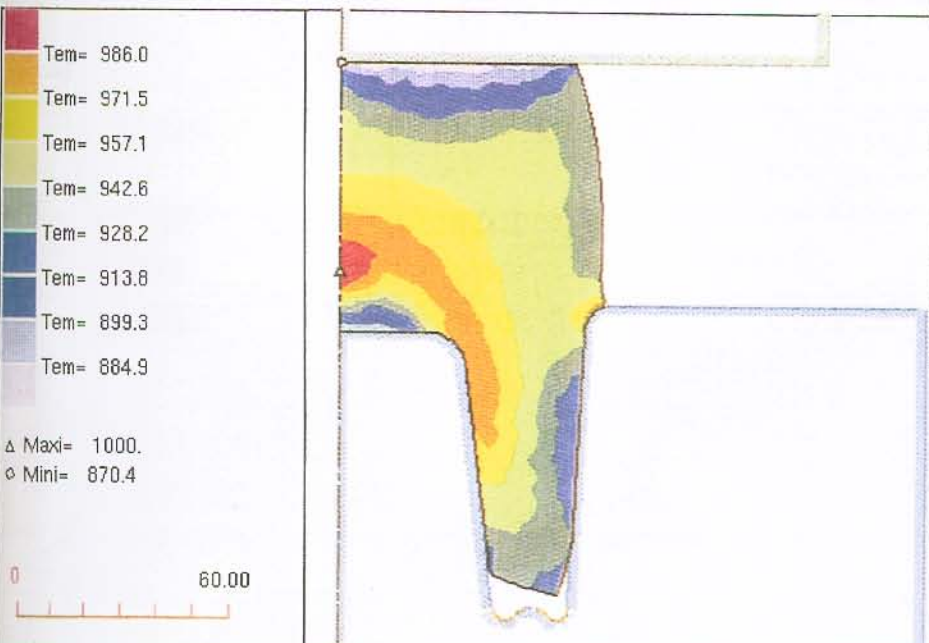 Tem= 986.0
Tem= 971.5
Tem= 957.1
Tem= 942.6
Tem= 928.2
Tem= 913.8
Tem= 899.3
Tem= 884.9
△ Maxi= 1000.
○ Mini= 870.4
0 60.00